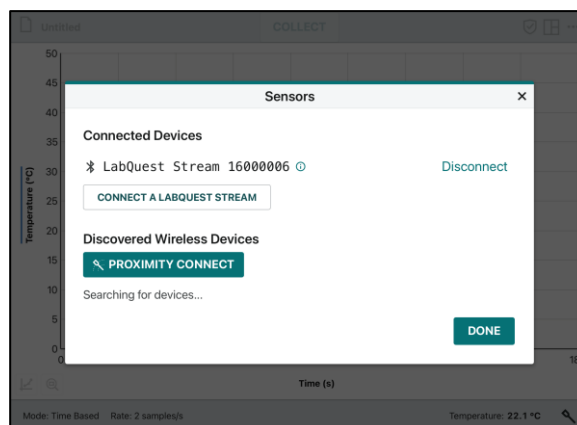 Untitled
COLLECT
Sensors
Connected Devices
LabQuest Stream 16000006
Disconnect
CONNECT A LABQUEST STREAM
Discovered Wireless Devices
PROXIMITY CONNECT
Searching for devices...
DONE
50
45
40
35
30
25
20
15
10
5
0
Temperature (°C)
0
18
Time (s)
Mode: Time Based Rate: 2 samples/s
Temperature: 22.1 °C